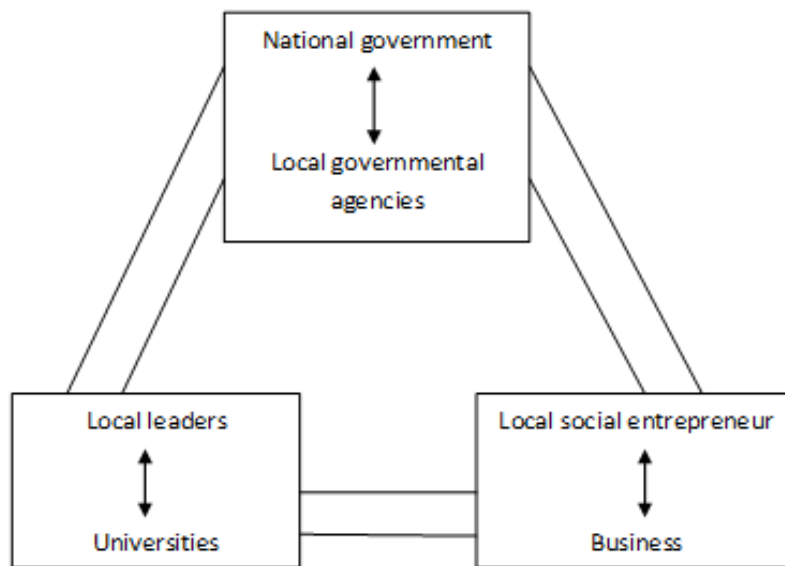 National government
Local governmental
agencies
Local leaders
Universities
Local social entrepreneur
Business